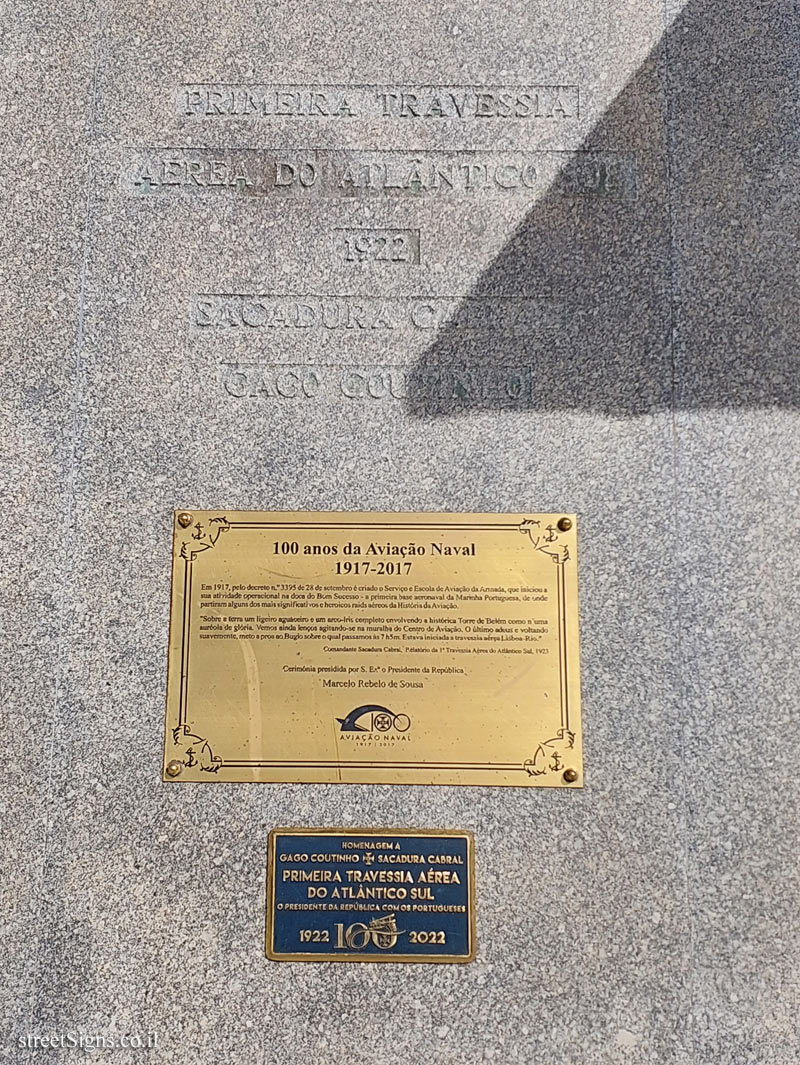 PRIMEIRA TRAVESSIA
AEREA DO ATLÂNTICO SUL
1922
SACADURA CABRAL E
GAGO COUTINHO
100 anos da Aviação Naval
1917-2017
Em 1917, pelo decreto n.º 3395 de 28 de setembro é criado o Serviço e Escola de Aviação da Armada, que iniciou a
sua atividade operacional na doca do Bom Sucesso - a primeira base aeronaval da Marinha Portuguesa, de onde
partiram alguns dos mais significativos e heroicos raids aéreos da História da Aviação.
"Sobre a terra um ligeiro aguaceiro e um arco-íris completo envolvendo a histórica Torre de Belém como n'uma
auréola de glória. Vemos ainda lenços agitando-se na muralha do Centro de Aviação. O último adeus e voltando
suavemente, meto a proa ao Bugio sobre o qual passamos às 7 h5m. Estava iniciada a travessia aérea Lisboa-Rio."
Comandante Sacadura Cabral, Relatório da 1ª Travessia Aérea do Atlântico Sul, 1923
Cerimónia presidida por S. Exª o Presidente da República
Marcelo Rebelo de Sousa
100
AVIAÇÃO NAVAL
1917 | 2017
HOMENAGEM A
GAGO COUTINHO SACADURA CABRAL
PRIMEIRA TRAVESSIA AÉREA
DO ATLÂNTICO SUL
O PRESIDENTE DA REPÚBLICA COM OS PORTUGUESES
1922 100 2022
streetSigns.co.il